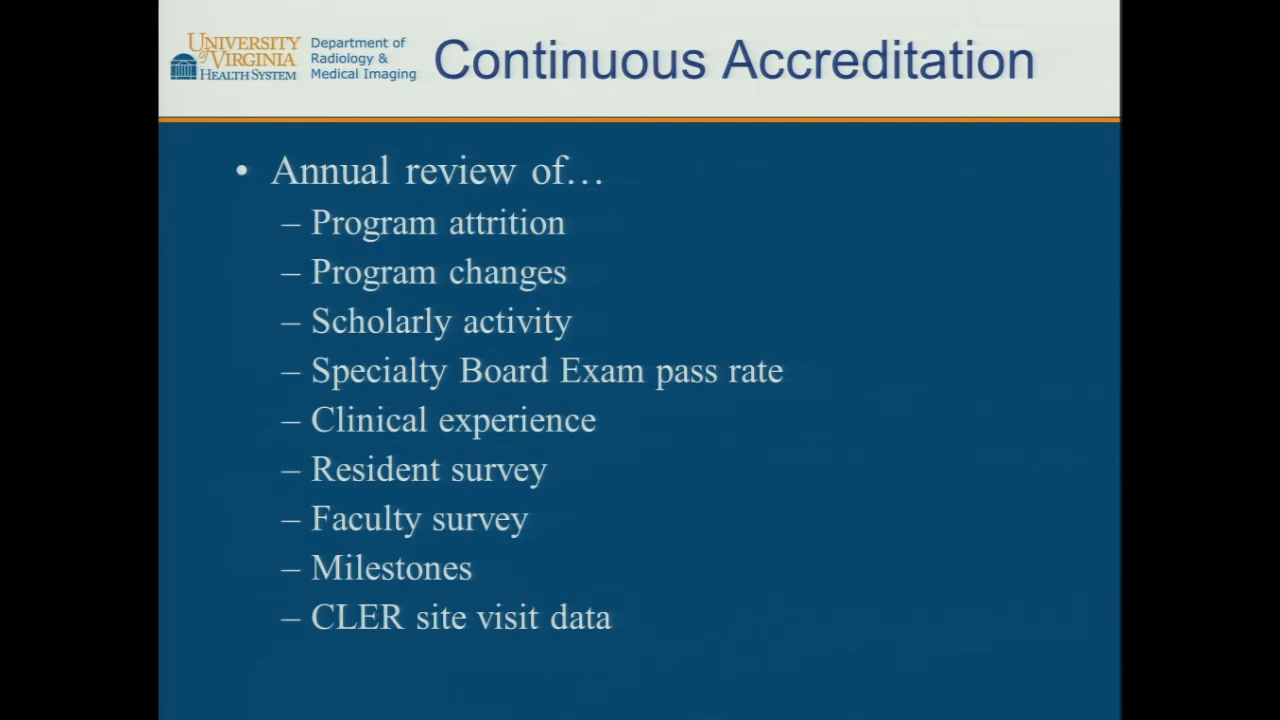 UNIVERSITY
of VIRGINIA
HEALTH SYSTEM
Department of
Radiology &
Medical Imaging
Continuous Accreditation
• Annual review of…
– Program attrition
– Program changes
– Scholarly activity
– Specialty Board Exam pass rate
– Clinical experience
– Resident survey
– Faculty survey
– Milestones
– CLER site visit data